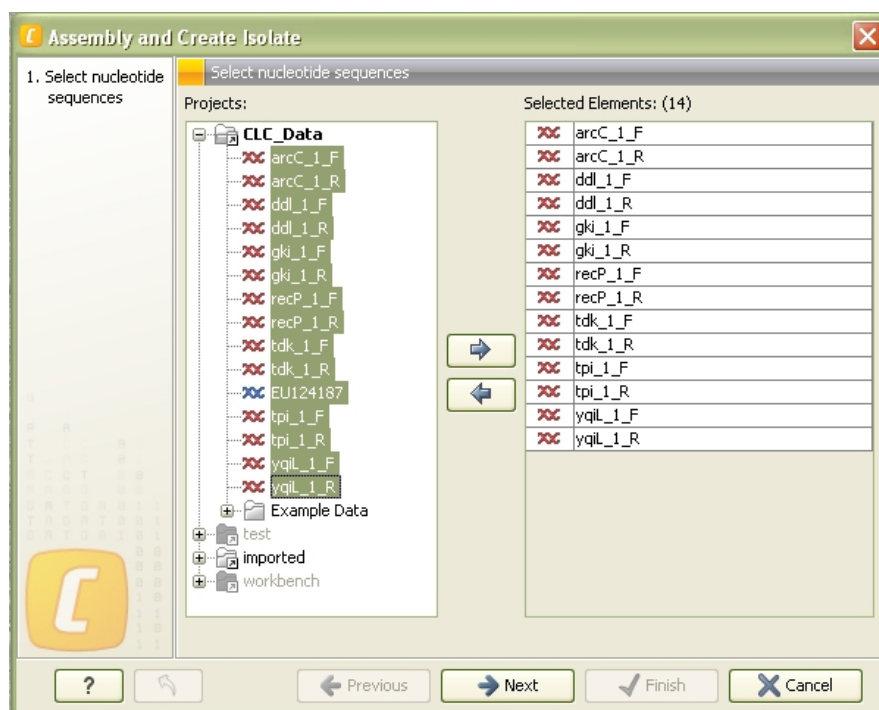 Assembly and Create Isolate
1. Select nucleotide
sequences
Select nucleotide sequences
Projects:
CLC_Data
arcC_1_F
arcC_1_R
ddl_1_F
ddl_1_R
gki_1_F
gki_1_R
recP_1_F
recP_1_R
tdk_1_F
tdk_1_R
EU124187
tpi_1_F
tpi_1_R
yqiL_1_F
yqiL_1_R
Example Data
test
imported
workbench
Selected Elements: (14)
arcC_1_F
arcC_1_R
ddl_1_F
ddl_1_R
gki_1_F
gki_1_R
recP_1_F
recP_1_R
tdk_1_F
tdk_1_R
tpi_1_F
tpi_1_R
yqiL_1_F
yqiL_1_R
?
Previous
Next
Finish
Cancel